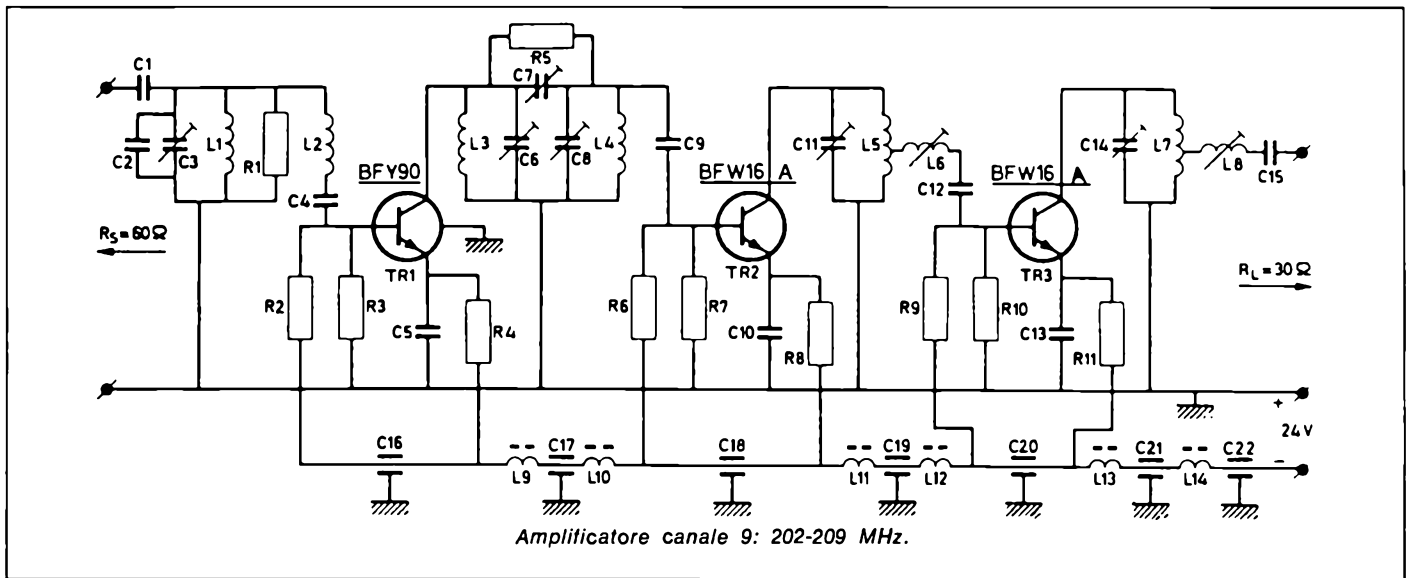 C1
C2
C3
L1
R1
L2
C4
R5
C7
L3
C6
C8
L4
C9
C11
L5
L6
C12
C14
L7
L8
C15
BFY90
BFW16 A
BFW16 A
RS = 60 Ω
TR1
TR2
TR3
RL = 30 Ω
R2
R3
C5
R4
R6
R7
C10
R8
R9
R10
C13
R11
+
24 V
-
C16
L9
C17
L10
C18
L11
C19
L12
C20
L13
C21
L14
C22
Amplificatore canale 9: 202-209 MHz.